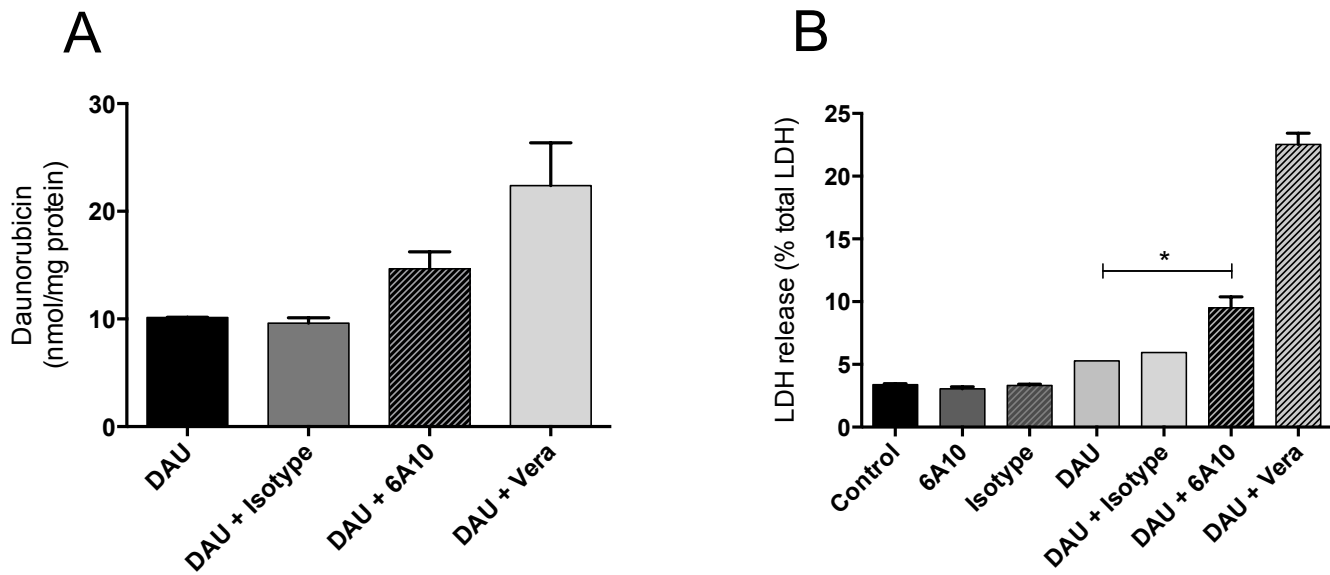 A
Daunorubicin
(nmol/mg protein)
30
20
10
0
DAU
DAU + Isotype
DAU + 6A10
DAU + Vera
B
LDH release (% total LDH)
25
20
15
10
5
0
*
Control
6A10
Isotype
DAU
DAU + Isotype
DAU + 6A10
DAU + Vera